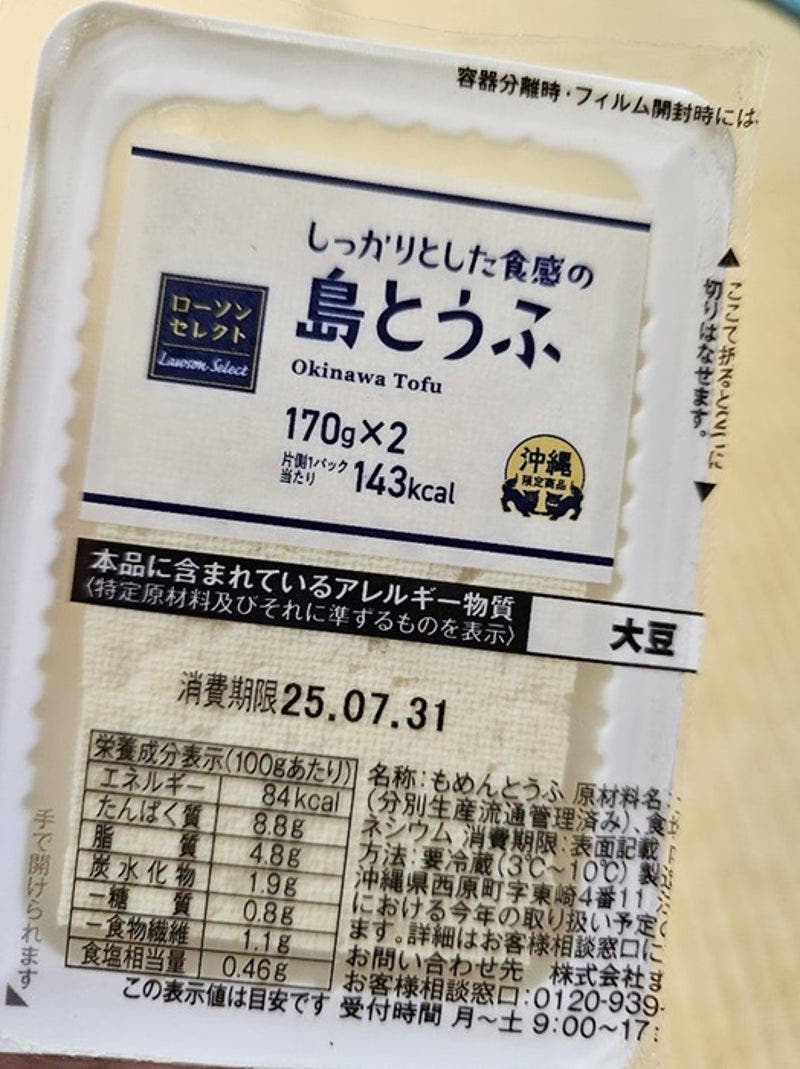 容器分離時・フィルム開封時には
しっかりとした食感の
島とうふ
Okinawa Tofu
ローソン
セレクト
Lawson Select
170g×2
片側1パック
当たり
143kcal
沖縄
限定商品
ここで折ると2つに
切りはなせます。
本品に含まれているアレルギー物質
〈特定原材料及びそれに準ずるものを表示〉
大豆
消費期限25.07.31
栄養成分表示(100gあたり)
エネルギー 84kcal
たんぱく質 8.8g
脂質 4.8g
炭水化物 1.9g
−糖質 0.8g
−食物繊維 1.1g
食塩相当量 0.46g
この表示値は目安です
名称:もめんとうふ 原材料名:
(分別生産流通管理済み)、食塩
ネシウム 消費期限:表面記載
方法:要冷蔵(3℃〜10℃) 製
沖縄県西原町字東崎4番11
における今年の取り扱い予定
ます。詳細はお客様相談窓口に
お問い合わせ先 株式会社ま
お客様相談窓口:0120-939-
受付時間 月〜土 9:00〜17:
手で開けられます